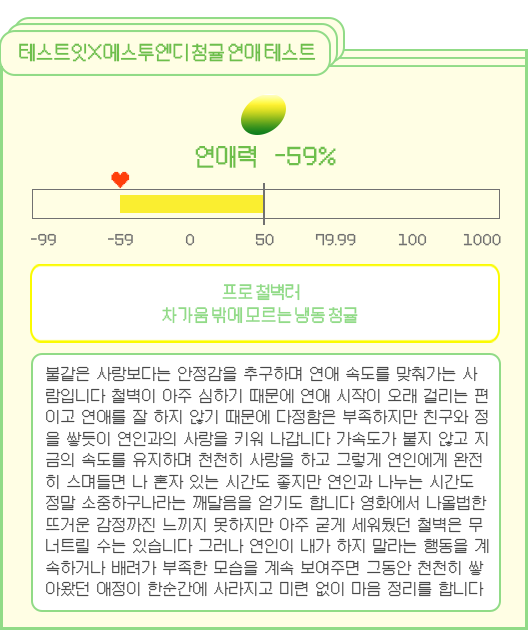 테스트잇X메스투엔디 청귤 연애 테스트
연애력 -59%
-99 -59 0 50 79.99 100 1000
프로 철벽러
차가움 밖에 모르는 냉동 청귤
불같은 사랑보다는 안정감을 추구하며 연애 속도를 맞춰가는 사
람입니다 철벽이 아주 심하기 때문에 연애 시작이 오래 걸리는 편
이고 연애를 잘 하지 않기 때문에 다정함은 부족하지만 친구와 정
을 쌓듯이 연인과의 사랑을 키워 나갑니다 가속도가 붙지 않고 지
금의 속도를 유지하며 천천히 사랑을 하고 그렇게 연인에게 완전
히 스며들면 나 혼자 있는 시간도 좋지만 연인과 나누는 시간도
정말 소중하구나라는 깨달음을 얻기도 합니다 영화에서 나올법한
뜨거운 감정까진 느끼지 못하지만 아주 굳게 세워뒀던 철벽은 무
너트릴 수는 있습니다 그러나 연인이 내가 하지 말라는 행동을 계
속하거나 배려가 부족한 모습을 계속 보여주면 그동안 천천히 쌓
아왔던 애정이 한순간에 사라지고 미련 없이 마음 정리를 합니다